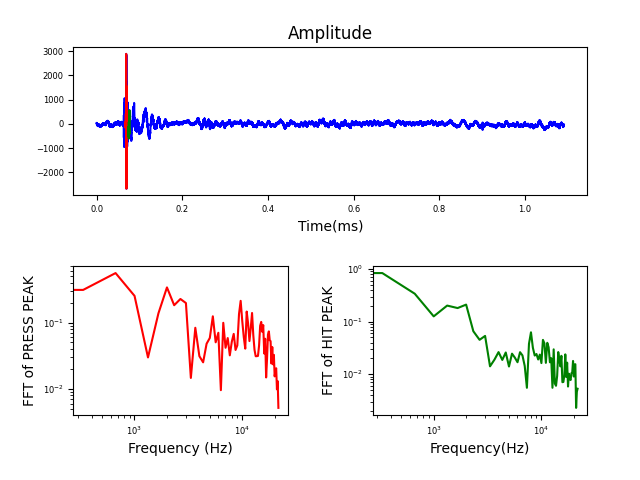 Amplitude
3000
2000
1000
0
−1000
−2000
0.0 0.2 0.4 0.6 0.8 1.0
Time(ms)
FFT of PRESS PEAK
10⁻¹
10⁻²
10³ 10⁴
Frequency (Hz)
FFT of HIT PEAK
10⁰
10⁻¹
10⁻²
10³ 10⁴
Frequency(Hz)